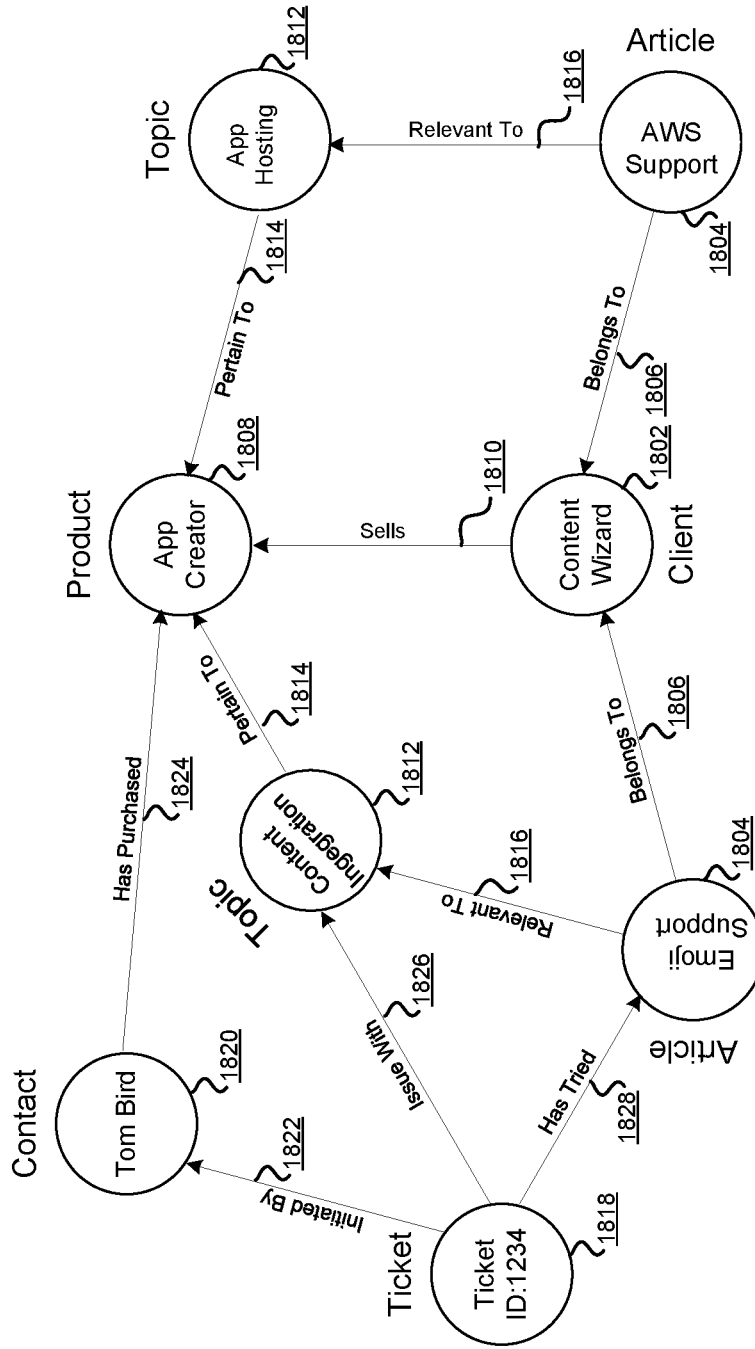 Contact
Tom Bird
1820
Initiated By
1822
Has Purchased
1824
Product
App
Creator
1808
Pertain To
1814
Topic
App
Hosting
1812
Ticket
Ticket
ID:1234
1818
Issue With
1826
Topic
Content
Ingegration
1812
Pertain To
1814
Sells
1810
Relevant To
1816
Has Tried
1828
Article
Emoji
Support
1804
Relevant To
1816
Belongs To
1806
Content
Wizard
1802
Client
Belongs To
1806
Article
AWS
Support
1804